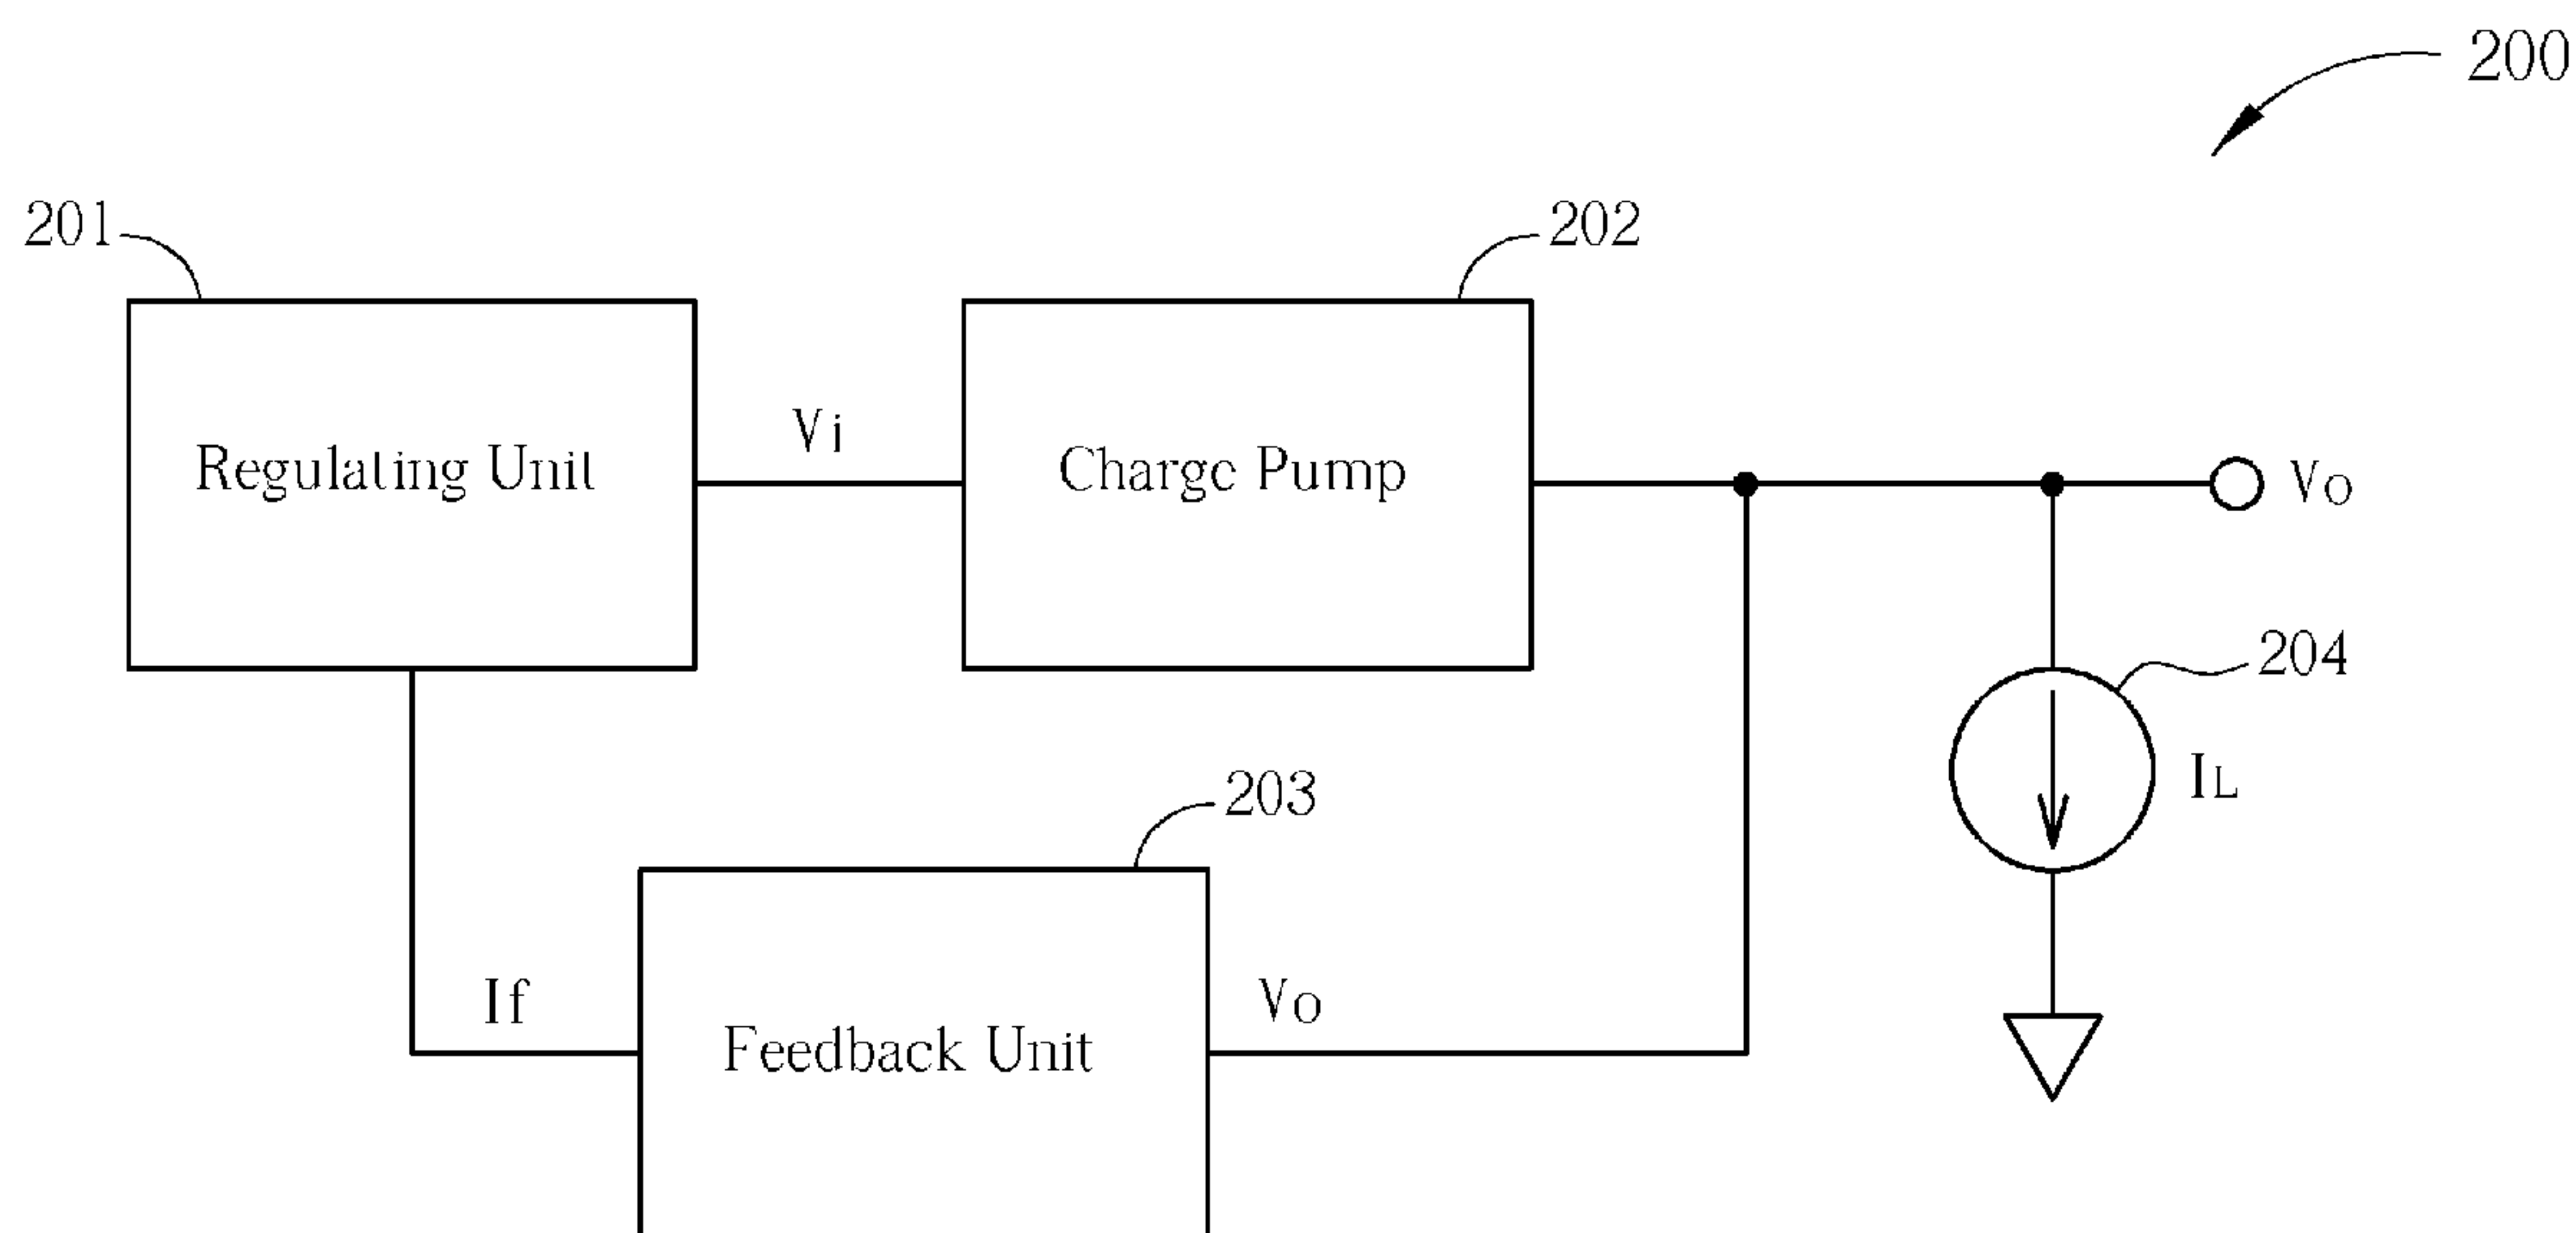 200
201
202
Regulating Unit
Vi
Charge Pump
Vo
204
IL
203
If
Feedback Unit
Vo